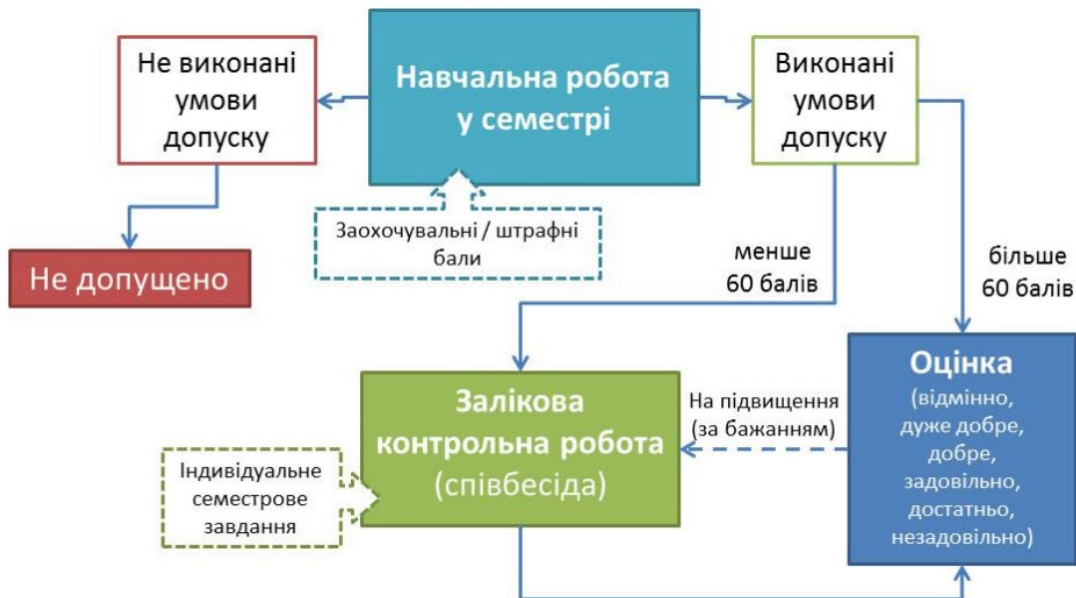 Не виконані
умови
допуску
Навчальна робота
у семестрі
Виконані
умови
допуску
Заохочувальні / штрафні
бали
Не допущено
менше
60 балів
більше
60 балів
Залікова
контрольна робота
(співбесіда)
На підвищення
(за бажанням)
Оцінка
(відмінно,
дуже добре,
добре,
задовільно,
достатньо,
незадовільно)
Індивідуальне
семестрове
завдання